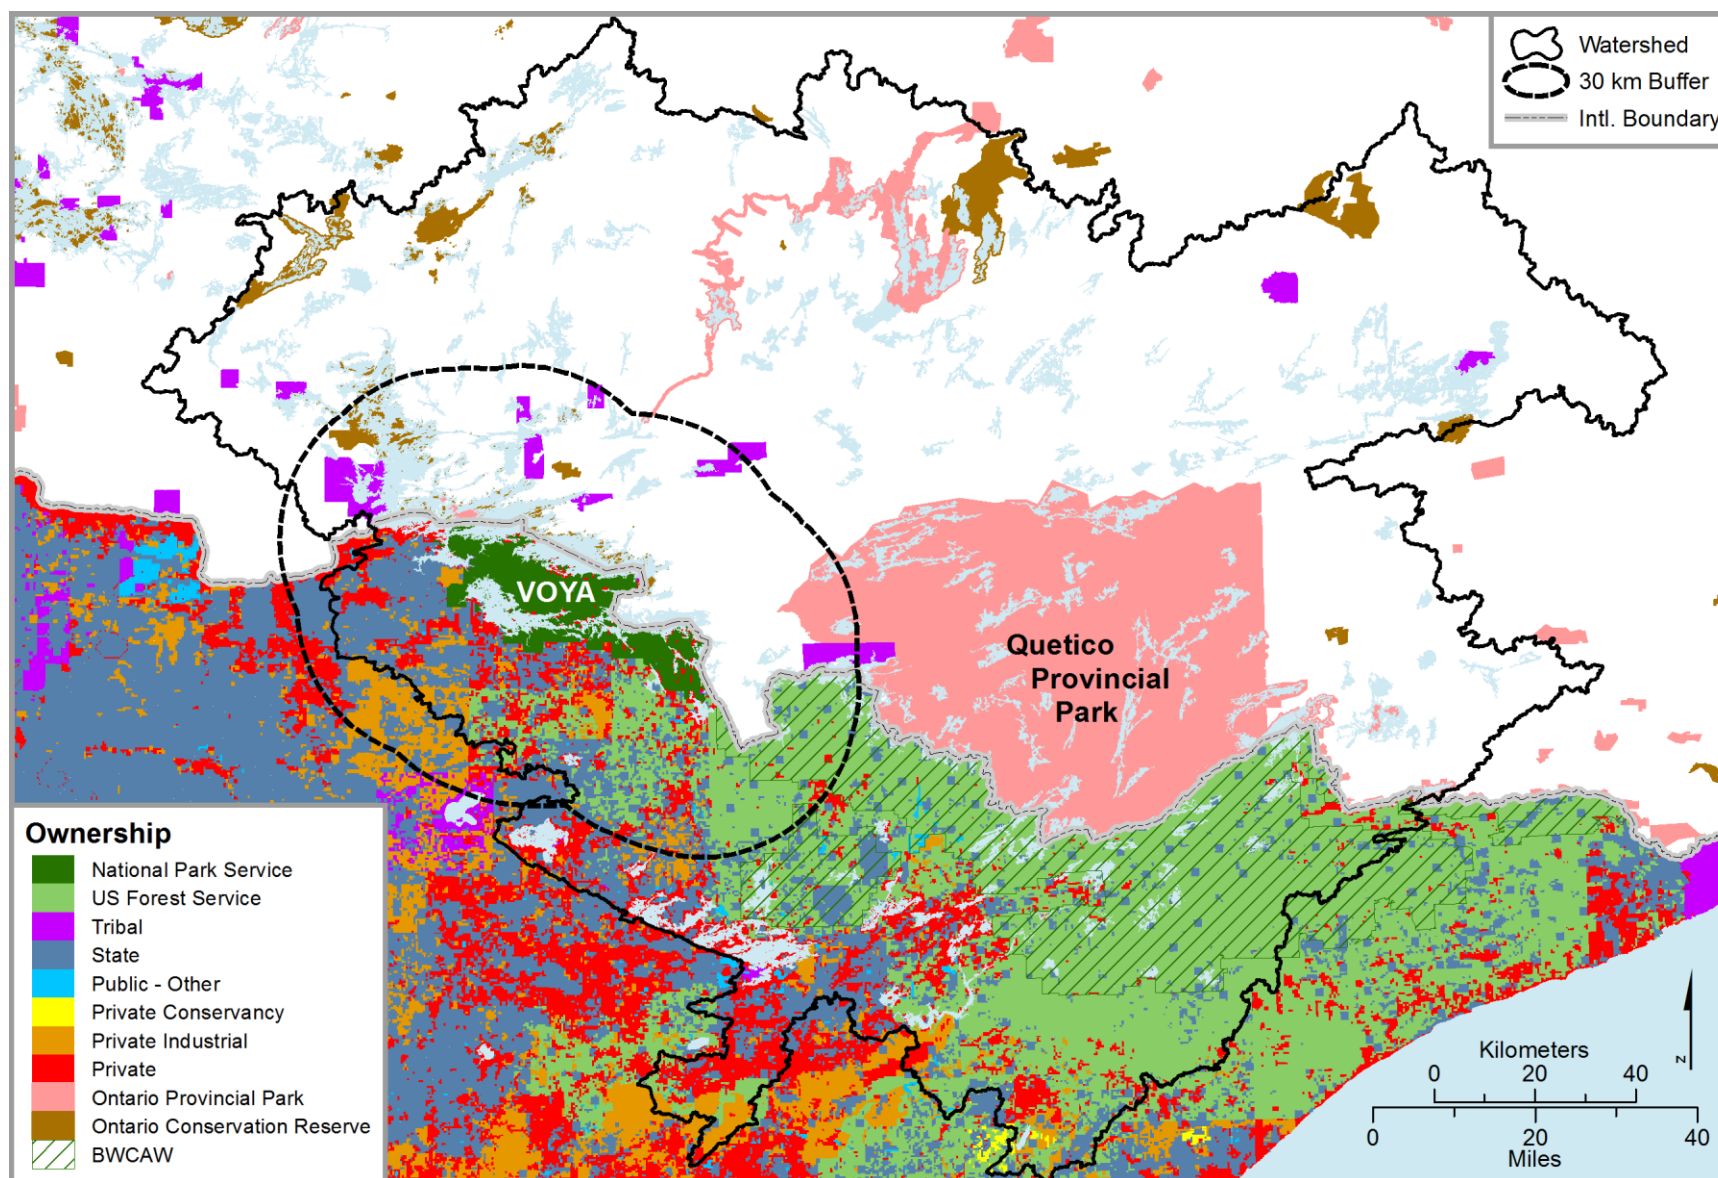 Watershed
30 km Buffer
Intl. Boundary
VOYA
Quetico
Provincial
Park
Ownership
National Park Service
US Forest Service
Tribal
State
Public - Other
Private Conservancy
Private Industrial
Private
Ontario Provincial Park
Ontario Conservation Reserve
BWCAW
N
Kilometers
0 20 40
0 20 40
Miles